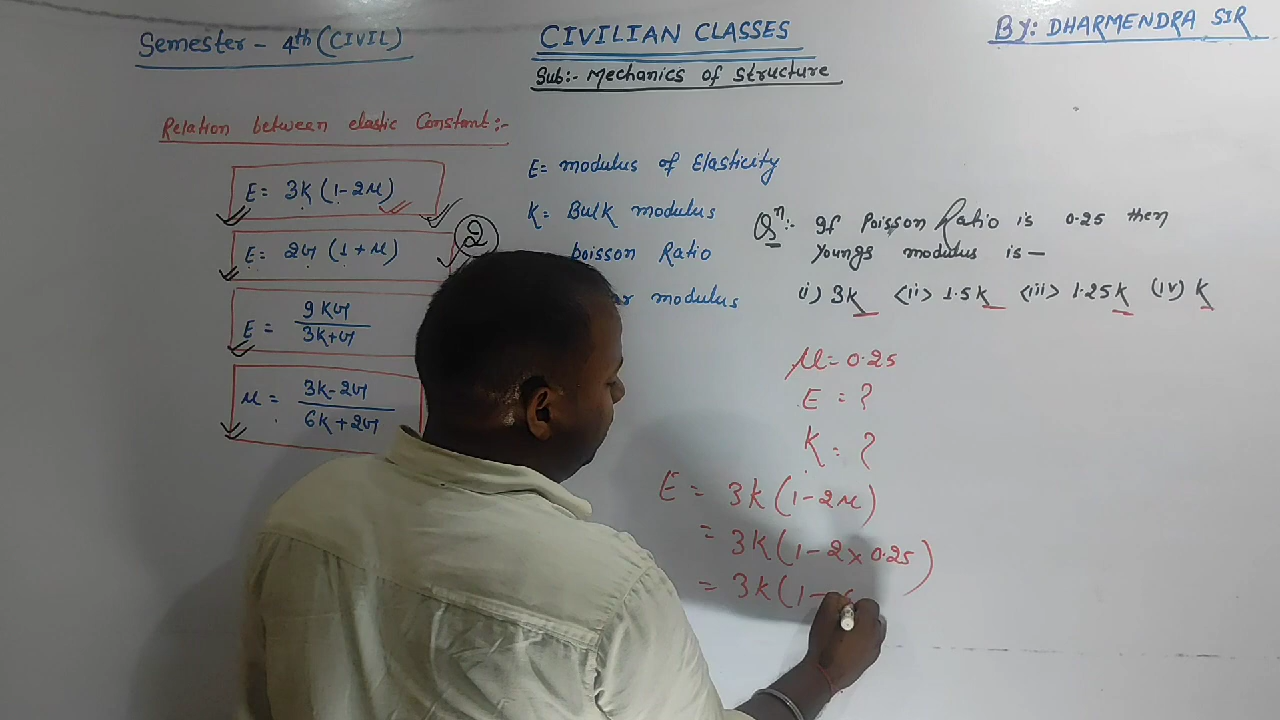 Semester - 4th (CIVIL)
CIVILIAN CLASSES
BY: DHARMENDRA SIR
Sub:- Mechanics of Structure
Relation between elastic Constant:-
E = 3K (1-2μ)
E = 2G (1+μ)
E = 9KG / 3K+G
μ = 3K-2G / 6K+2G
2
E = modulus of Elasticity
K = Bulk modulus
poisson Ratio
modulus
Qⁿ:- If Poisson Ratio is 0.25 then
Youngs modulus is —
(i) 3K <ii> 1.5K <iii> 1.25K (iv) K
μ = 0.25
E = ?
K = ?
E = 3K (1-2μ)
= 3K (1-2×0.25)
= 3K (1-